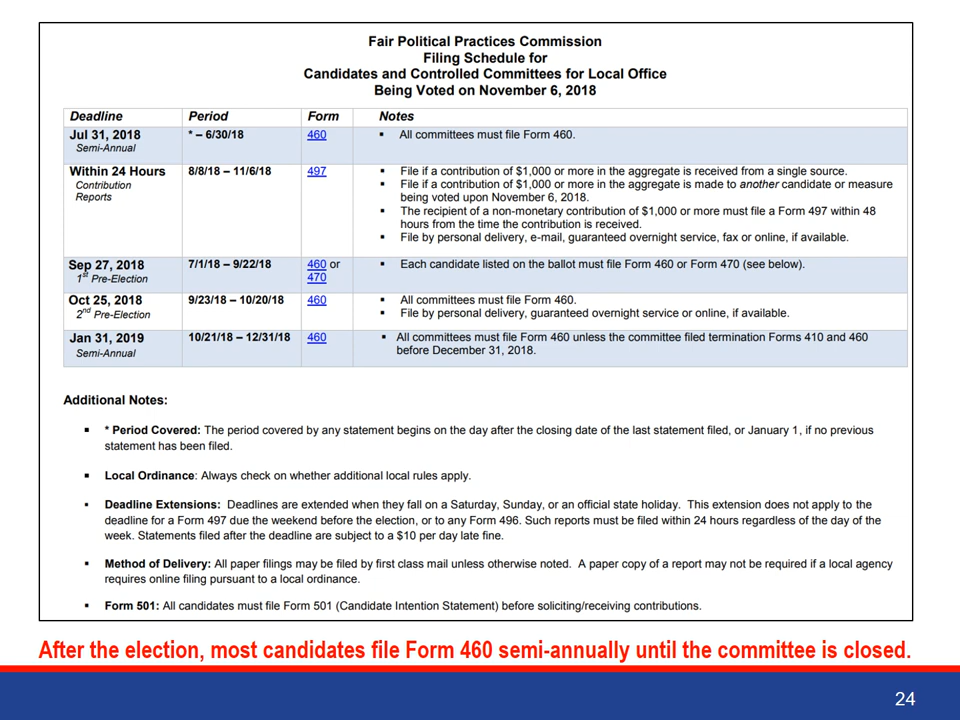 Fair Political Practices Commission
Filing Schedule for
Candidates and Controlled Committees for Local Office
Being Voted on November 6, 2018
Deadline Period Form Notes
Jul 31, 2018 * – 6/30/18 460 ▪ All committees must file Form 460.
Semi-Annual
Within 24 Hours 8/8/18 – 11/6/18 497 ▪ File if a contribution of $1,000 or more in the aggregate is received from a single source.
Contribution ▪ File if a contribution of $1,000 or more in the aggregate is made to another candidate or measure
Reports being voted upon November 6, 2018.
▪ The recipient of a non-monetary contribution of $1,000 or more must file a Form 497 within 48
hours from the time the contribution is received.
▪ File by personal delivery, e-mail, guaranteed overnight service, fax or online, if available.
Sep 27, 2018 7/1/18 – 9/22/18 460 or ▪ Each candidate listed on the ballot must file Form 460 or Form 470 (see below).
1st Pre-Election 470
Oct 25, 2018 9/23/18 – 10/20/18 460 ▪ All committees must file Form 460.
2nd Pre-Election ▪ File by personal delivery, guaranteed overnight service or online, if available.
Jan 31, 2019 10/21/18 – 12/31/18 460 ▪ All committees must file Form 460 unless the committee filed termination Forms 410 and 460
Semi-Annual before December 31, 2018.
Additional Notes:
▪ * Period Covered: The period covered by any statement begins on the day after the closing date of the last statement filed, or January 1, if no previous
statement has been filed.
▪ Local Ordinance: Always check on whether additional local rules apply.
▪ Deadline Extensions: Deadlines are extended when they fall on a Saturday, Sunday, or an official state holiday. This extension does not apply to the
deadline for a Form 497 due the weekend before the election, or to any Form 496. Such reports must be filed within 24 hours regardless of the day of the
week. Statements filed after the deadline are subject to a $10 per day late fine.
▪ Method of Delivery: All paper filings may be filed by first class mail unless otherwise noted. A paper copy of a report may not be required if a local agency
requires online filing pursuant to a local ordinance.
▪ Form 501: All candidates must file Form 501 (Candidate Intention Statement) before soliciting/receiving contributions.
After the election, most candidates file Form 460 semi-annually until the committee is closed.
24